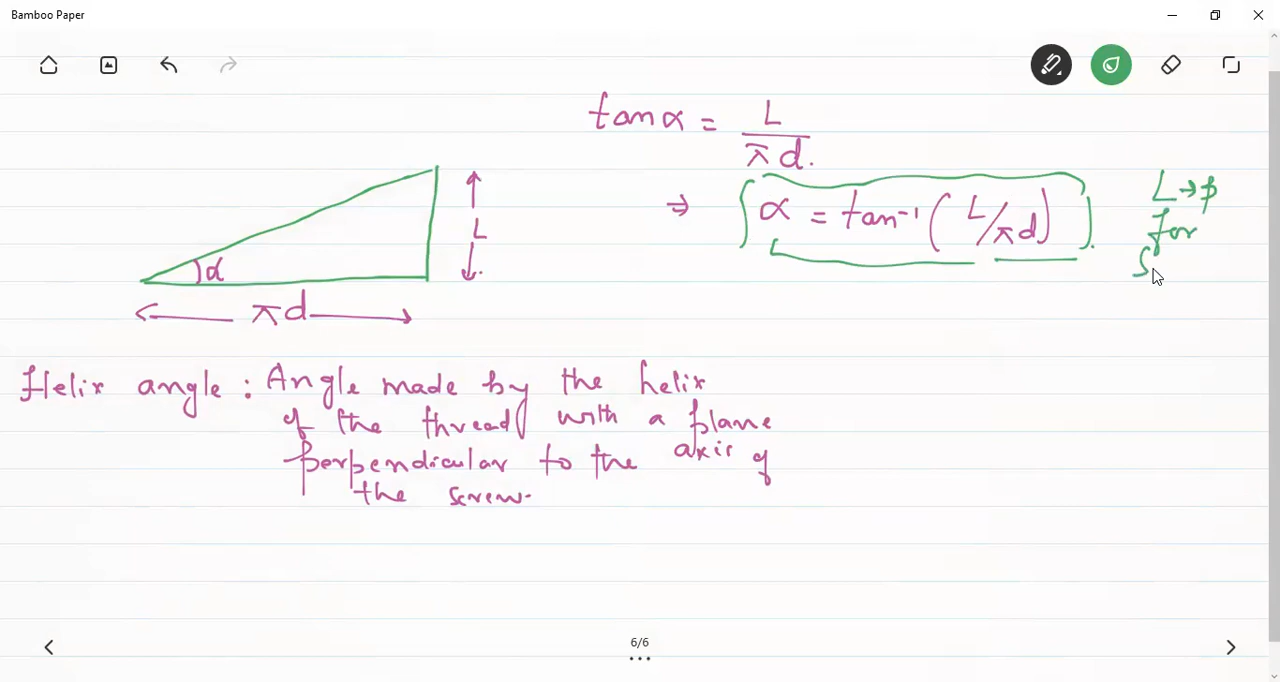 Bamboo Paper
tan α = L / πd.
⇒ α = tan⁻¹ ( L/πd ).
L → p
for
S
L
α
πd
Helix angle : Angle made by the helix
of the thread with a plane
perpendicular to the axis of
the screw.
6/6